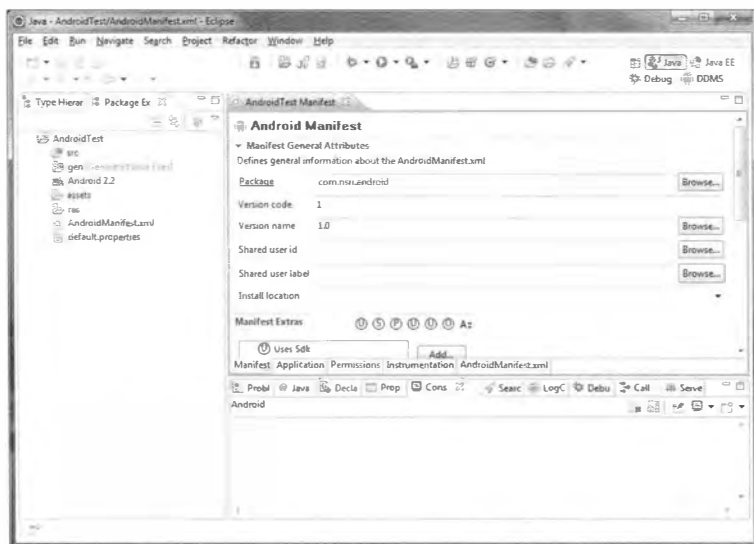 Java - AndroidTest/AndroidManifest.xml - Eclipse
File Edit Run Navigate Search Project Refactor Window Help
Java Java EE
Debug DDMS
Type Hierar Package Ex
AndroidTest
src
gen
Android 2.2
assets
res
AndroidManifest.xml
default.properties
AndroidTest Manifest
Android Manifest
Manifest General Attributes
Defines general information about the AndroidManifest.xml
Package com.nsn.android Browse...
Version code 1
Version name 1.0 Browse...
Shared user id Browse...
Shared user label Browse...
Install location
Manifest Extras U S P U U U Az
U Uses Sdk Add...
Manifest Application Permissions Instrumentation AndroidManifest.xml
Probl Java Decla Prop Cons Searc LogC Debu Call Serve
Android